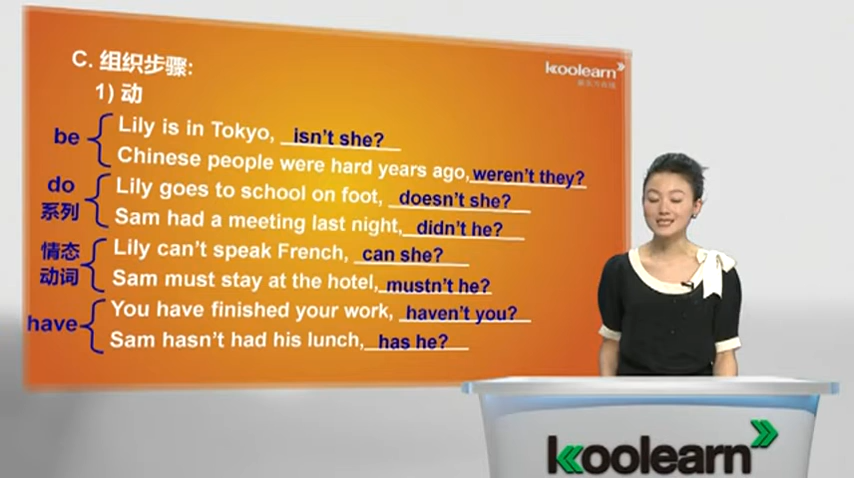 C. 组织步骤:
koolearn
1) 动
be
Lily is in Tokyo, isn't she?
Chinese people were hard years ago, weren't they?
do
系列
Lily goes to school on foot, doesn't she?
Sam had a meeting last night, didn't he?
情态
动词
Lily can't speak French, can she?
Sam must stay at the hotel, mustn't he?
have
You have finished your work, haven't you?
Sam hasn't had his lunch, has he?
koolearn